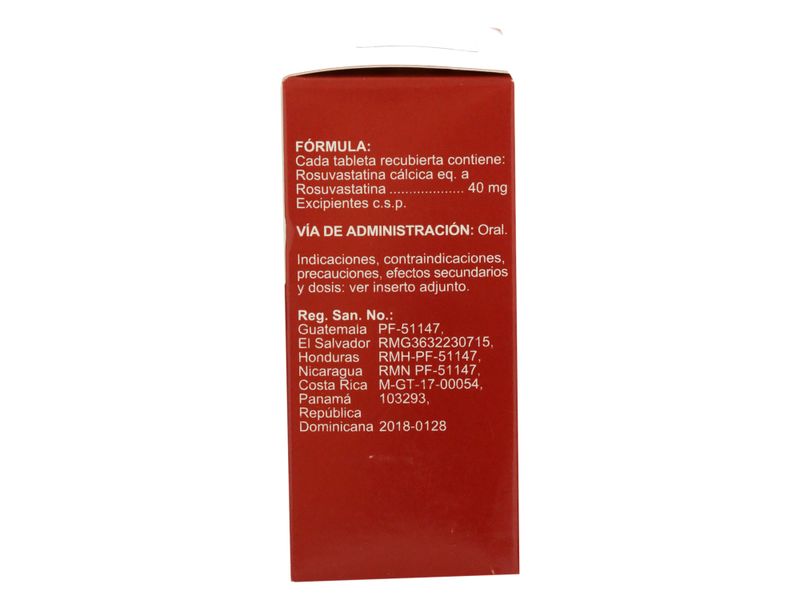 FÓRMULA:
Cada tableta recubierta contiene:
Rosuvastatina cálcica eq. a
Rosuvastatina ................... 40 mg
Excipientes c.s.p.
VÍA DE ADMINISTRACIÓN: Oral.
Indicaciones, contraindicaciones,
precauciones, efectos secundarios
y dosis: ver inserto adjunto.
Reg. San. No.:
Guatemala PF-51147,
El Salvador RMG3632230715,
Honduras RMH-PF-51147,
Nicaragua RMN PF-51147,
Costa Rica M-GT-17-00054,
Panamá 103293,
República
Dominicana 2018-0128